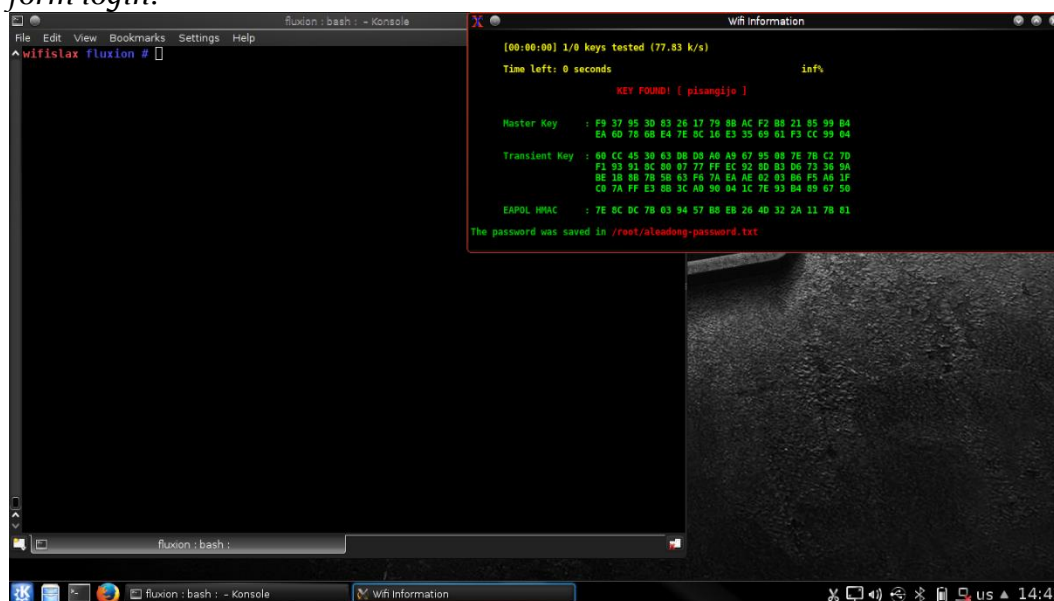 form login.
fluxion : bash : – Konsole
File Edit View Bookmarks Settings Help
wifislax fluxion #
Wifi Information
[00:00:00] 1/0 keys tested (77.83 k/s)
Time left: 0 seconds inf%
KEY FOUND! [ pisangijo ]
Master Key : F9 37 95 3D 83 26 17 79 8B AC F2 B8 21 85 99 B4
EA 6D 78 6B E4 7E 8C 16 E3 35 69 61 F3 CC 99 04
Transient Key : 60 CC 45 30 63 DB D8 A0 A9 67 95 08 7E 7B C2 7D
F1 93 91 8C 80 07 77 FF EC 92 8D B3 D6 73 36 9A
BE 1B 8B 7B 5B 63 F6 7A EA AE 02 03 B6 F5 A6 1F
C0 7A FF E3 8B 3C A0 90 04 1C 7E 93 B4 89 67 50
EAPOL HMAC : 7E 8C DC 7B 03 94 57 B8 EB 26 4D 32 2A 11 7B 81
The password was saved in /root/aleadong-password.txt
fluxion : bash :
fluxion : bash : – Konsole
Wifi Information
us
14:4